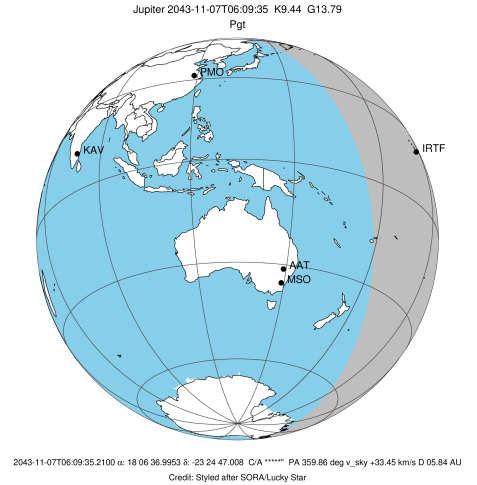 Jupiter 2043-11-07T06:09:35 K9.44 G13.79
Pgt
PMO
KAV
IRTF
AAT
MSO
2043-11-07T06:09:35.2100 α: 18 06 36.9953 δ: -23 24 47.008 C/A *****" PA 359.86 deg v_sky +33.45 km/s D 05.84 AU
Credit: Styled after SORA/Lucky Star